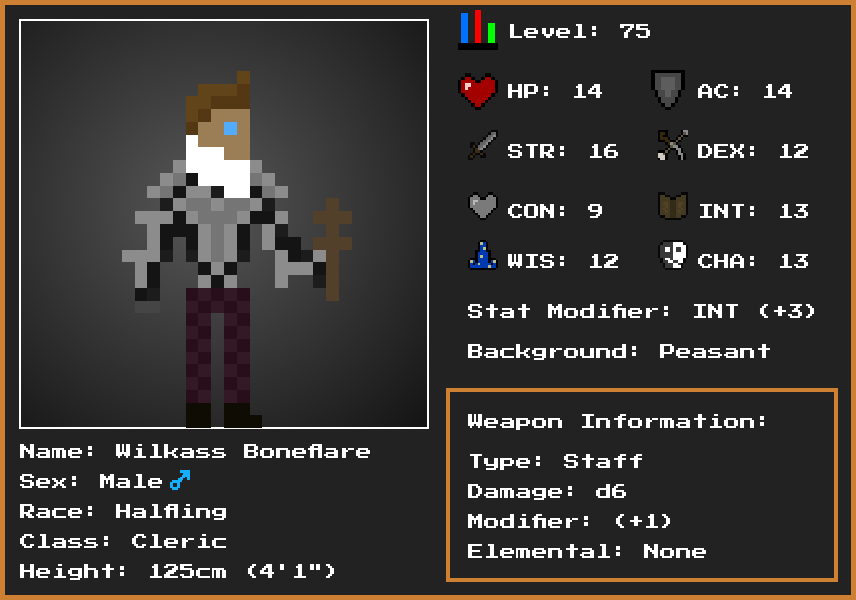 Level: 75
HP: 14
AC: 14
STR: 16
DEX: 12
CON: 9
INT: 13
WIS: 12
CHA: 13
Stat Modifier: INT (+3)
Background: Peasant
Weapon Information:
Type: Staff
Damage: d6
Modifier: (+1)
Elemental: None
Name: Wilkass Boneflare
Sex: Male ♂
Race: Halfling
Class: Cleric
Height: 125cm (4'1")